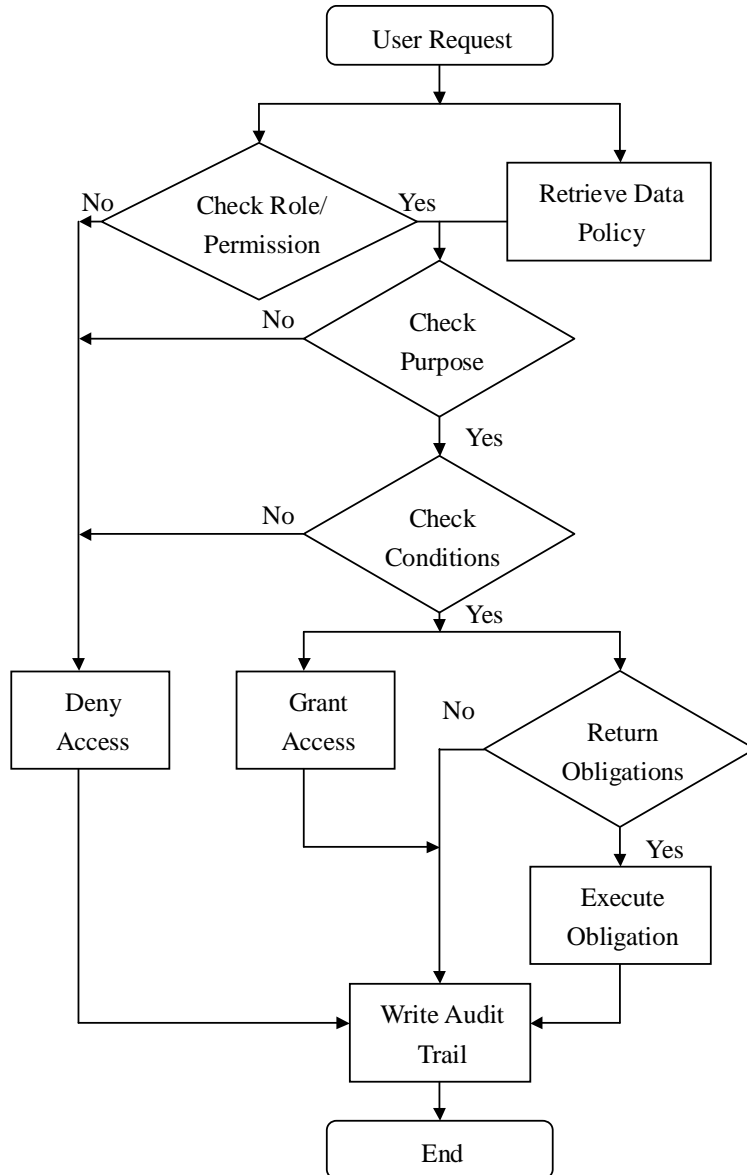 User Request
No
Check Role/
Permission
Yes
Retrieve Data
Policy
No
Check
Purpose
Yes
No
Check
Conditions
Yes
Deny
Access
Grant
Access
No
Return
Obligations
Yes
Execute
Obligation
Write Audit
Trail
End